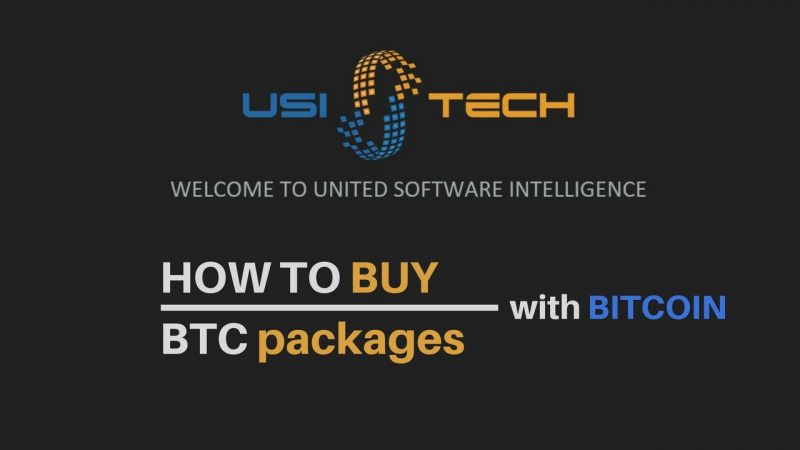 USI TECH
WELCOME TO UNITED SOFTWARE INTELLIGENCE
HOW TO BUY
BTC packages
with BITCOIN